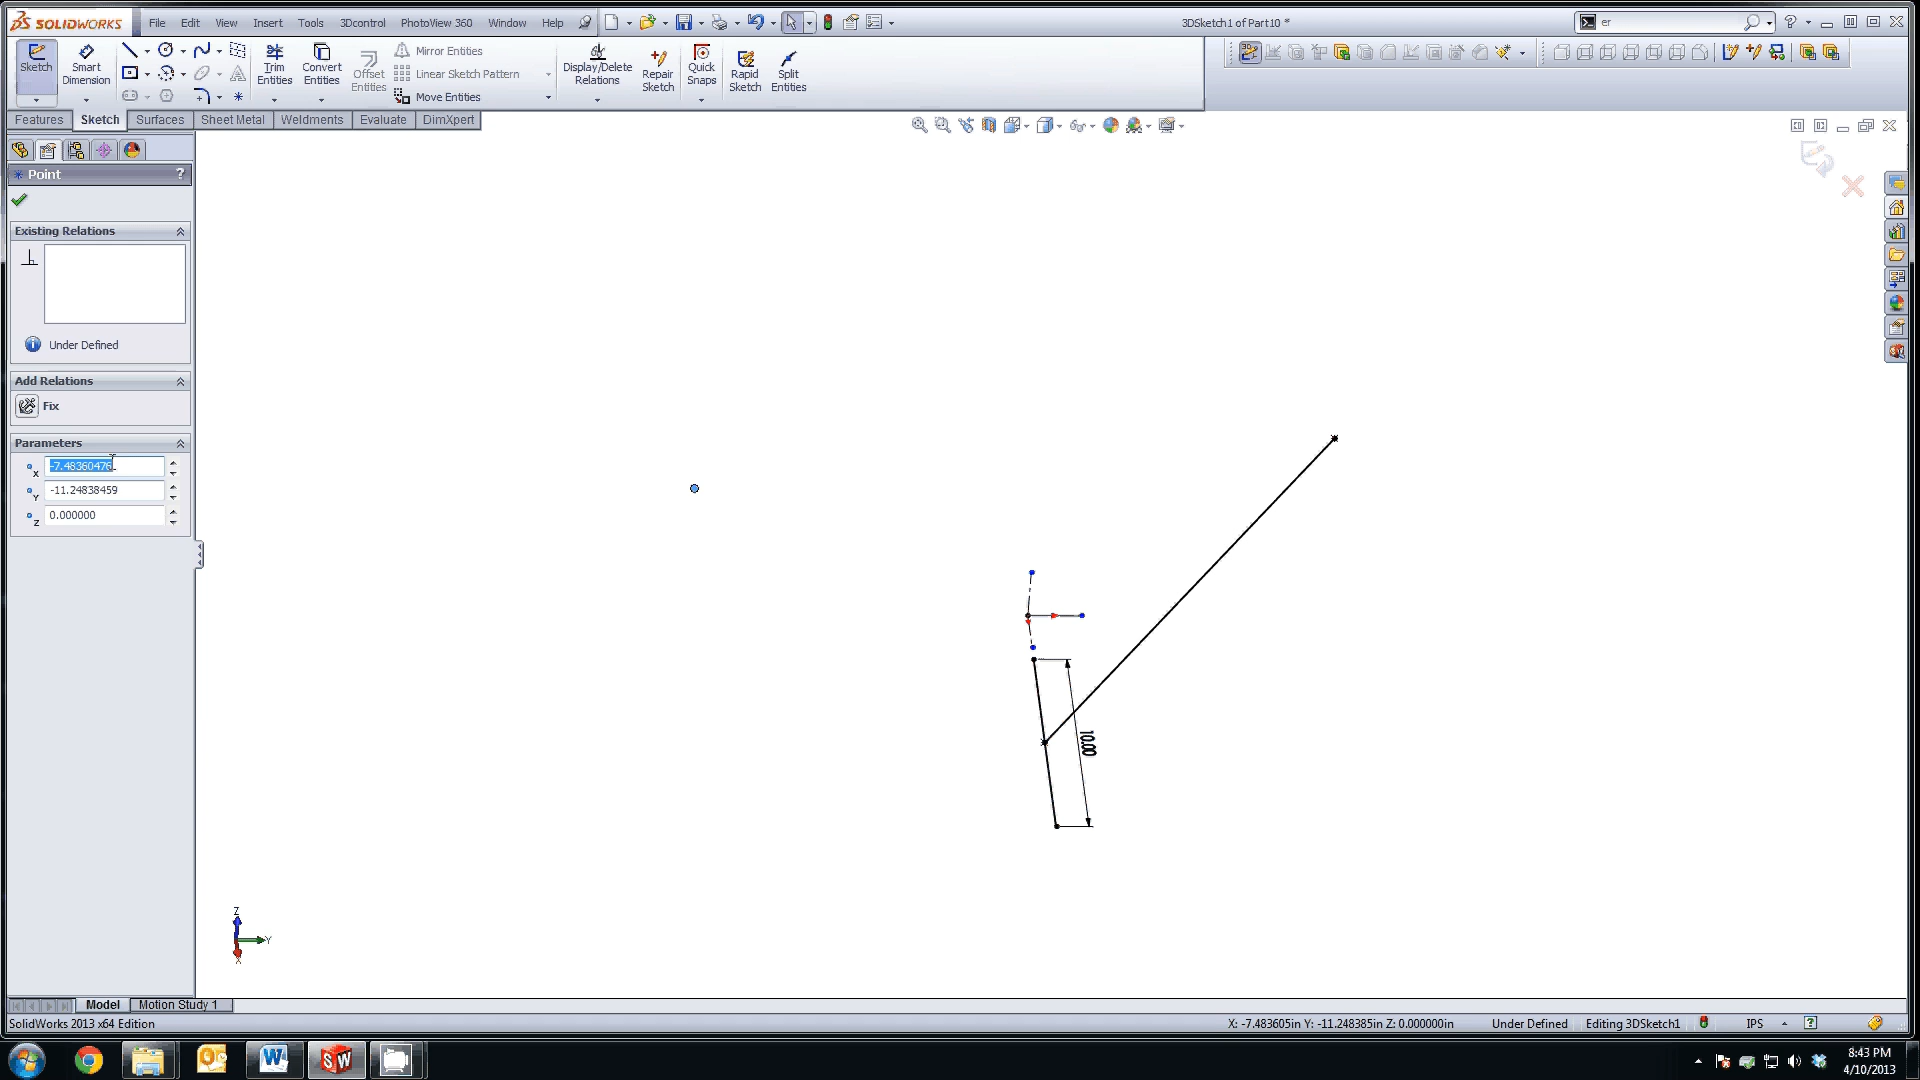 SOLIDWORKS File Edit View Insert Tools 3Dcontrol PhotoView 360 Window Help 3DSketch1 of Part10 * er
Sketch Smart Dimension Trim Entities Convert Entities Offset Entities Mirror Entities Linear Sketch Pattern Move Entities Display/Delete Relations Repair Sketch Quick Snaps Rapid Sketch Split Entities
Features Sketch Surfaces Sheet Metal Weldments Evaluate DimXpert
Point ?
Existing Relations
Under Defined
Add Relations
Fix
Parameters
X -7.48360476
Y -11.24838459
Z 0.000000
10.00
Z
Y
X
Model Motion Study 1
SolidWorks 2013 x64 Edition X: -7.483605in Y: -11.248385in Z: 0.000000in Under Defined Editing 3DSketch1 IPS
8:43 PM
4/10/2013